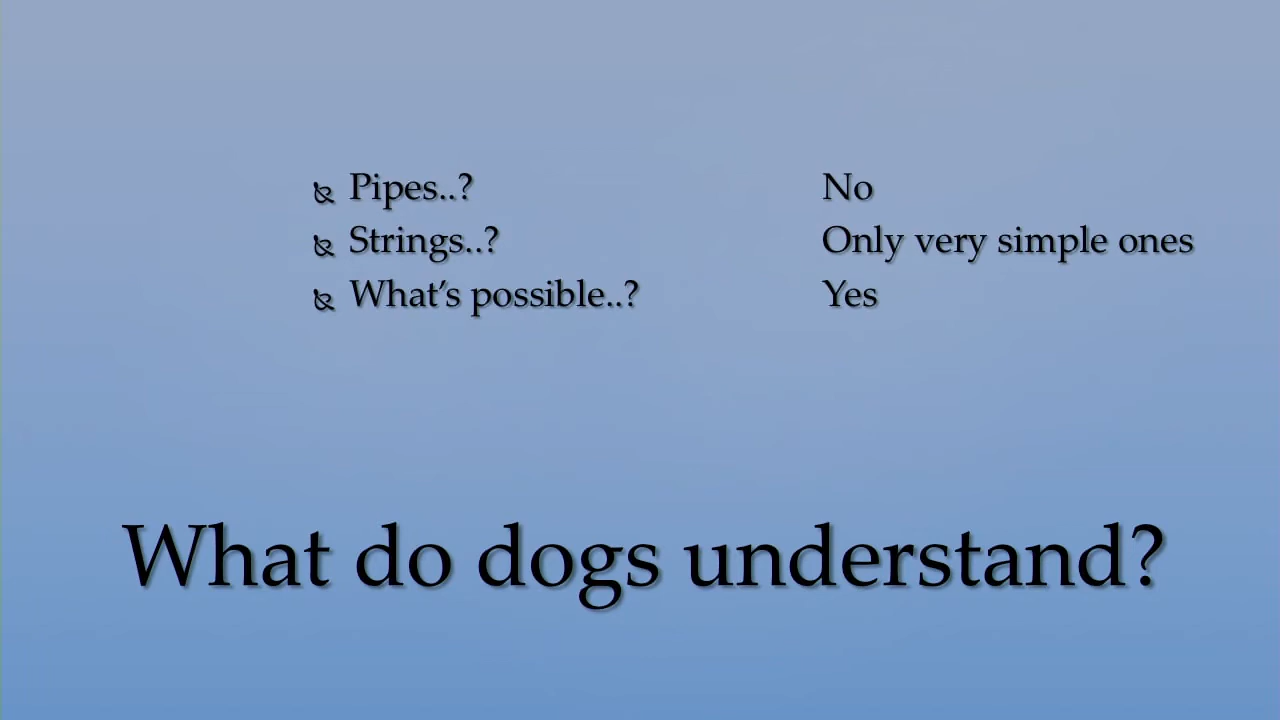 Pipes..? No
Strings..? Only very simple ones
What's possible..? Yes
What do dogs understand?